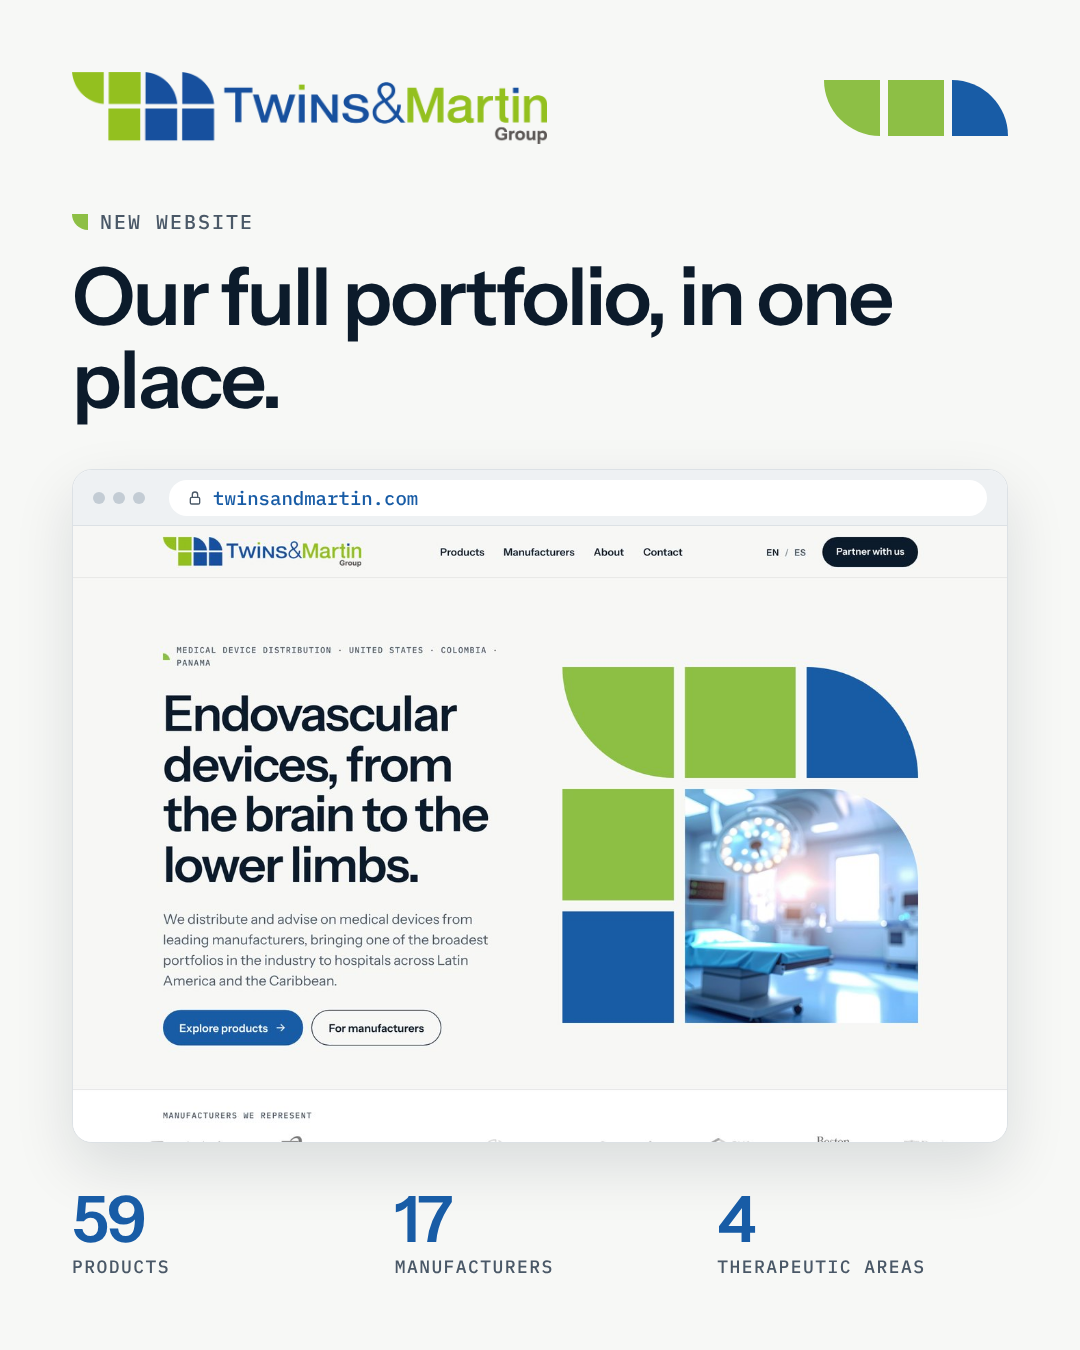 Twins&Martin
Group
NEW WEBSITE
Our full portfolio, in one
place.
twinsandmartin.com
Twins&Martin
Group
Products Manufacturers About Contact EN / ES Partner with us
MEDICAL DEVICE DISTRIBUTION · UNITED STATES · COLOMBIA ·
PANAMA
Endovascular
devices, from
the brain to the
lower limbs.
We distribute and advise on medical devices from
leading manufacturers, bringing one of the broadest
portfolios in the industry to hospitals across Latin
America and the Caribbean.
Explore products → For manufacturers
MANUFACTURERS WE REPRESENT
Boston
59 17 4
PRODUCTS MANUFACTURERS THERAPEUTIC AREAS